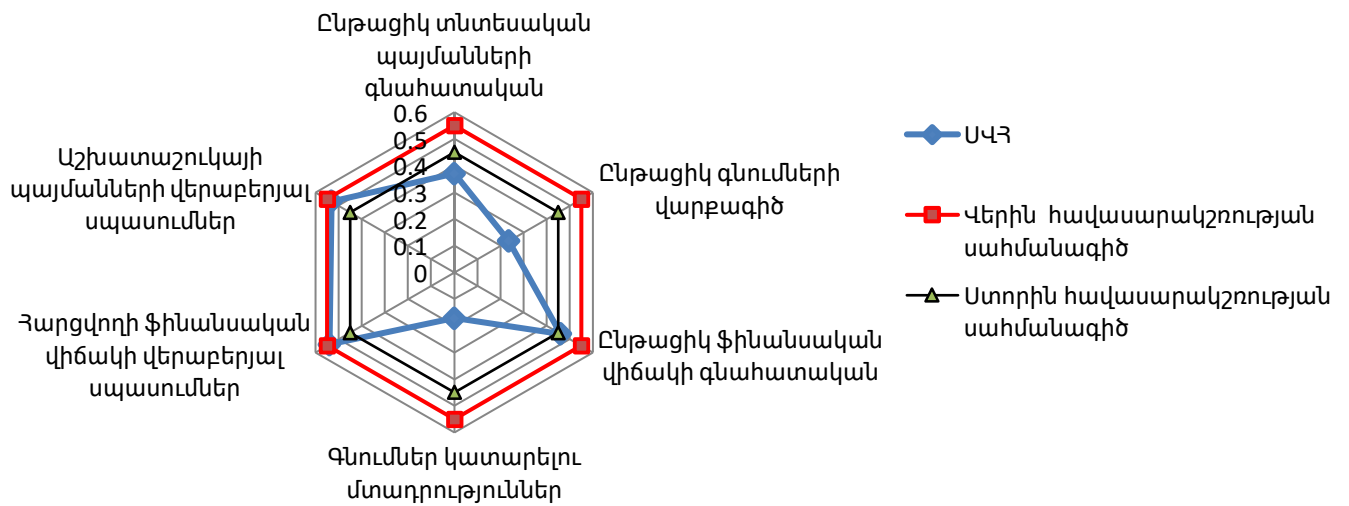 Ընթացիկ տնտեսական
պայմանների
գնահատական
0.6
0.5
0.4
0.3
0.2
0.1
0
Ընթացիկ գնումների
վարքագիծ
Ընթացիկ ֆինանսական
վիճակի գնահատական
Գնումներ կատարելու
մտադրություններ
Հարցվողի ֆինանսական
վիճակի վերաբերյալ
սպասումներ
Աշխատաշուկայի
պայմանների վերաբերյալ
սպասումներ
ՍՎՀ
Վերին հավասարակշռության
սահմանագիծ
Ստորին հավասարակշռության
սահմանագիծ